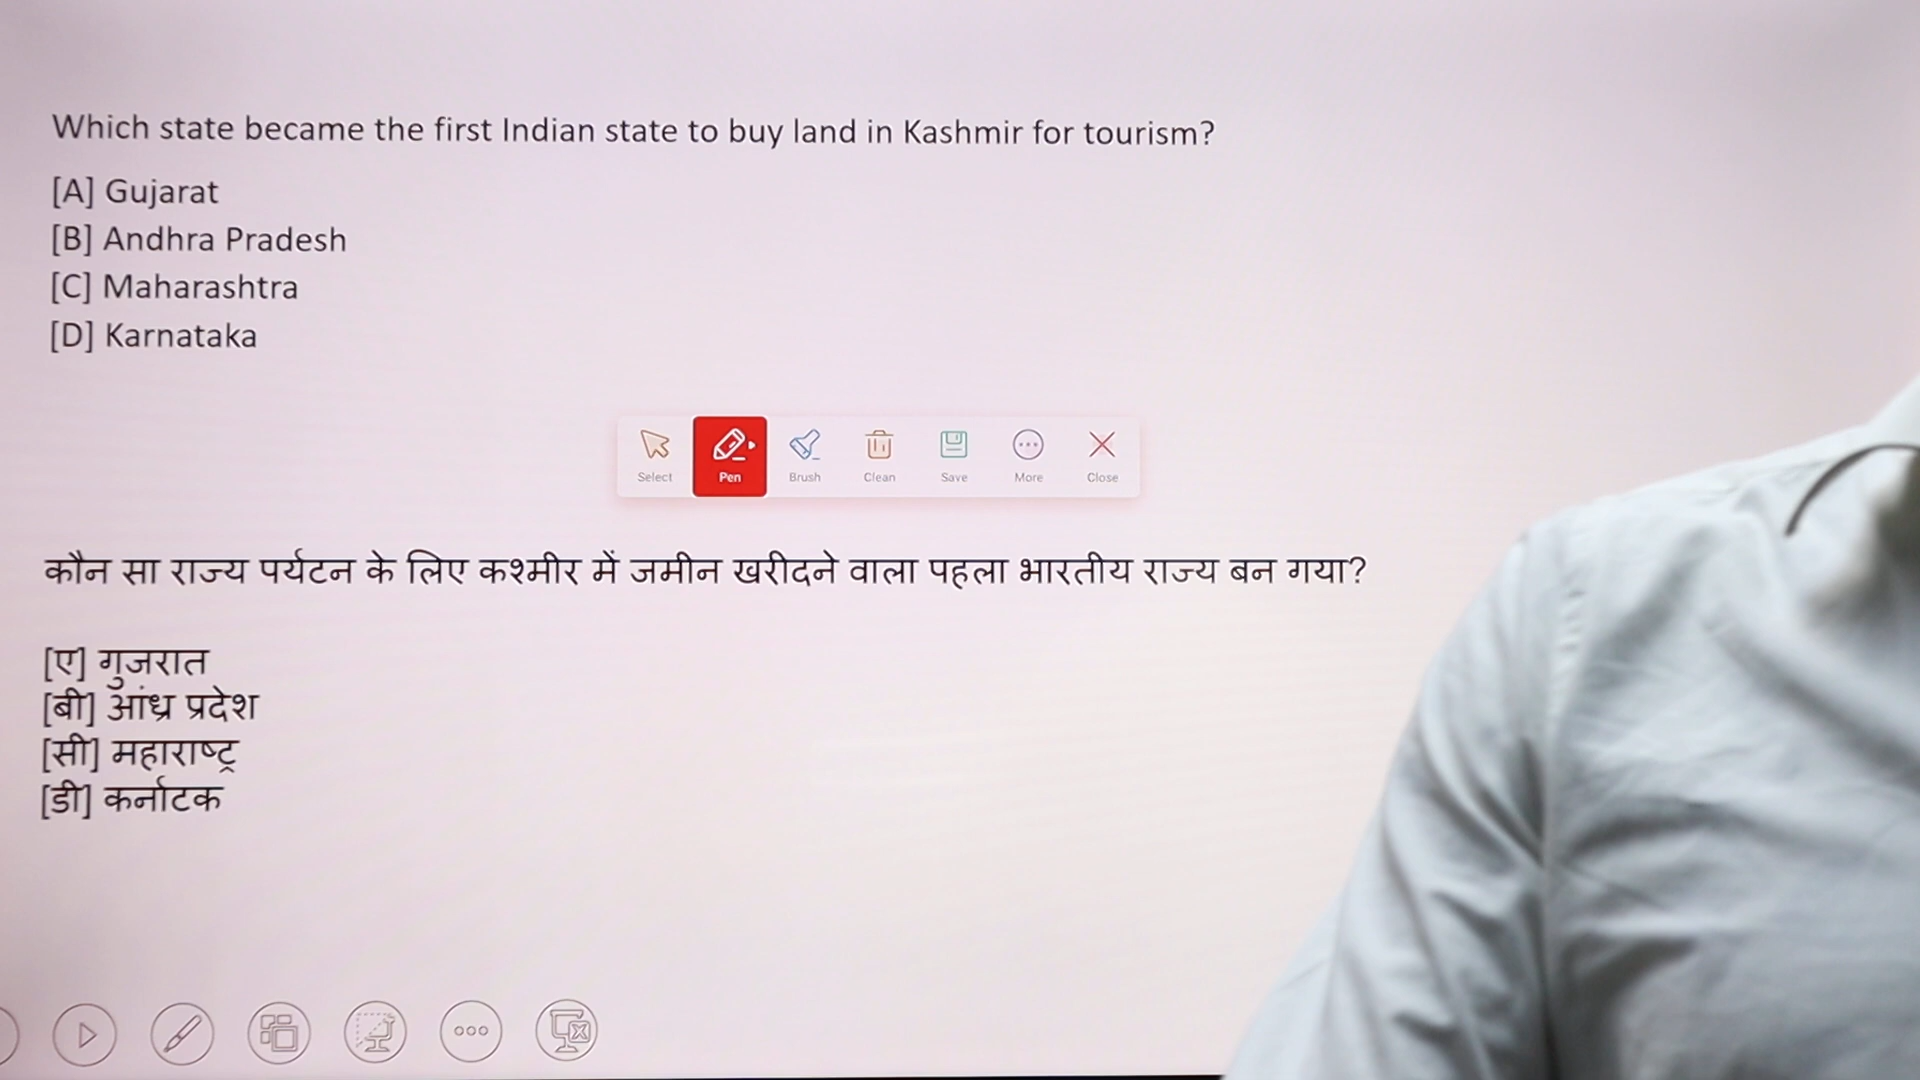 Which state became the first Indian state to buy land in Kashmir for tourism?
[A] Gujarat
[B] Andhra Pradesh
[C] Maharashtra
[D] Karnataka
Select Pen Brush Clean Save More Close
कौन सा राज्य पर्यटन के लिए कश्मीर में जमीन खरीदने वाला पहला भारतीय राज्य बन गया?
[ए] गुजरात
[बी] आंध्र प्रदेश
[सी] महाराष्ट्र
[डी] कर्नाटक